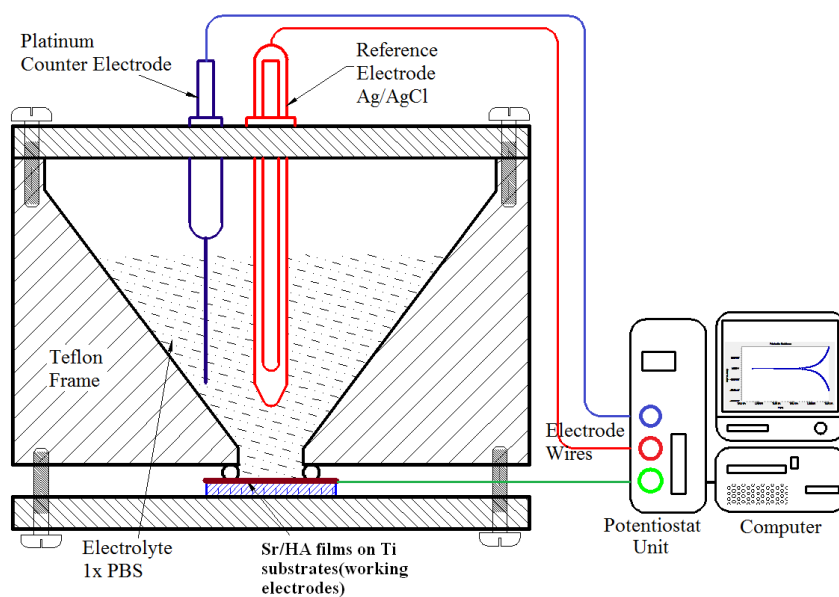 Platinum
Counter Electrode
Reference
Electrode
Ag/AgCl
Teflon
Frame
Electrode
Wires
Electrolyte
1x PBS
Sr/HA films on Ti
substrates(working
electrodes)
Potentiostat
Unit
Computer